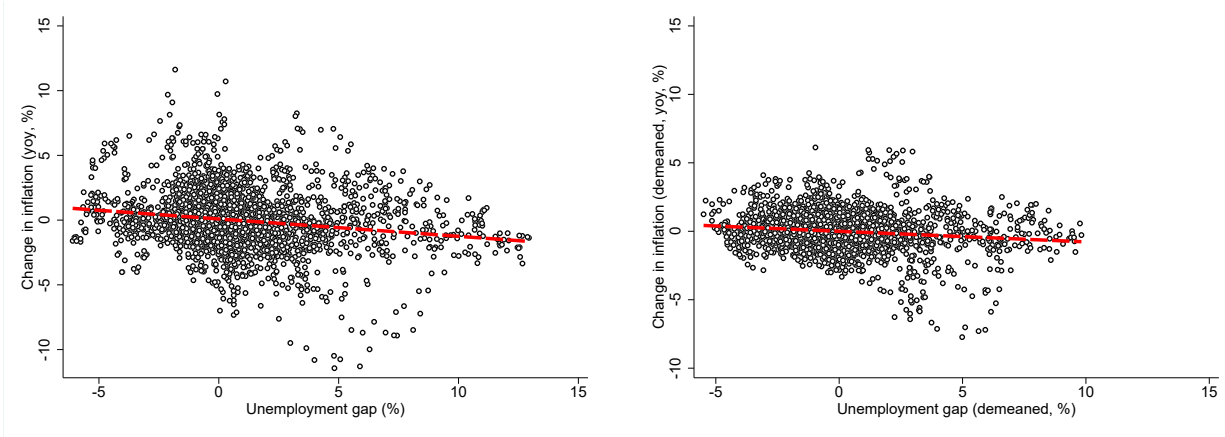 15
10
5
0
-5
-10
Change in inflation (yoy, %)
-5 0 5 10 15
Unemployment gap (%)
15
10
5
0
-5
-10
Change in inflation (demeaned, yoy, %)
-5 0 5 10 15
Unemployment gap (demeaned, %)